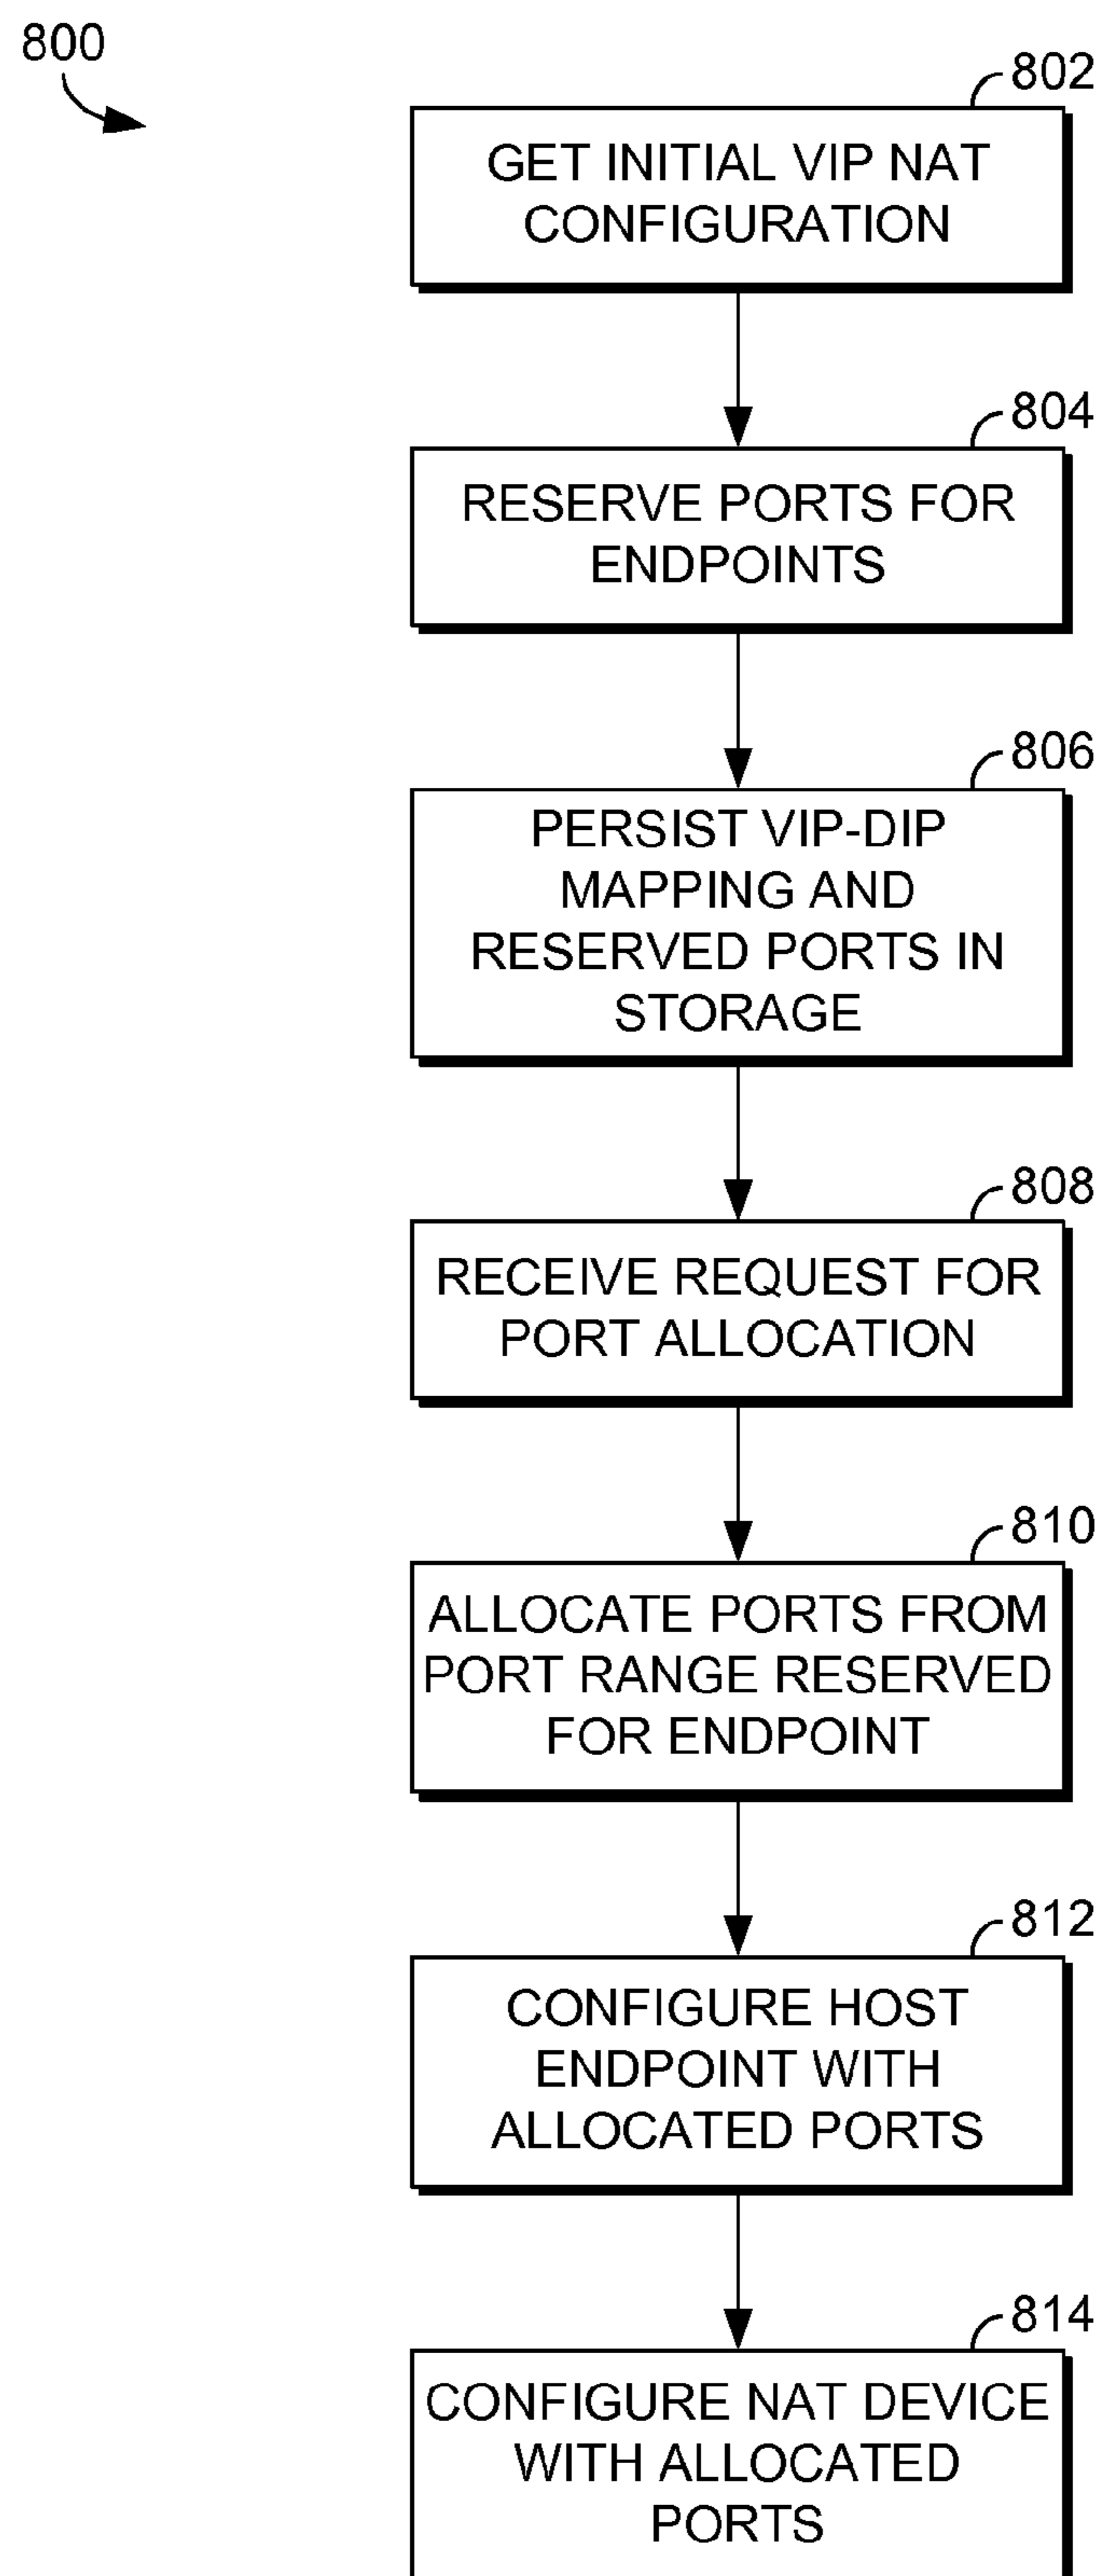 800
802
GET INITIAL VIP NAT
CONFIGURATION
804
RESERVE PORTS FOR
ENDPOINTS
806
PERSIST VIP-DIP
MAPPING AND
RESERVED PORTS IN
STORAGE
808
RECEIVE REQUEST FOR
PORT ALLOCATION
810
ALLOCATE PORTS FROM
PORT RANGE RESERVED
FOR ENDPOINT
812
CONFIGURE HOST
ENDPOINT WITH
ALLOCATED PORTS
814
CONFIGURE NAT DEVICE
WITH ALLOCATED
PORTS